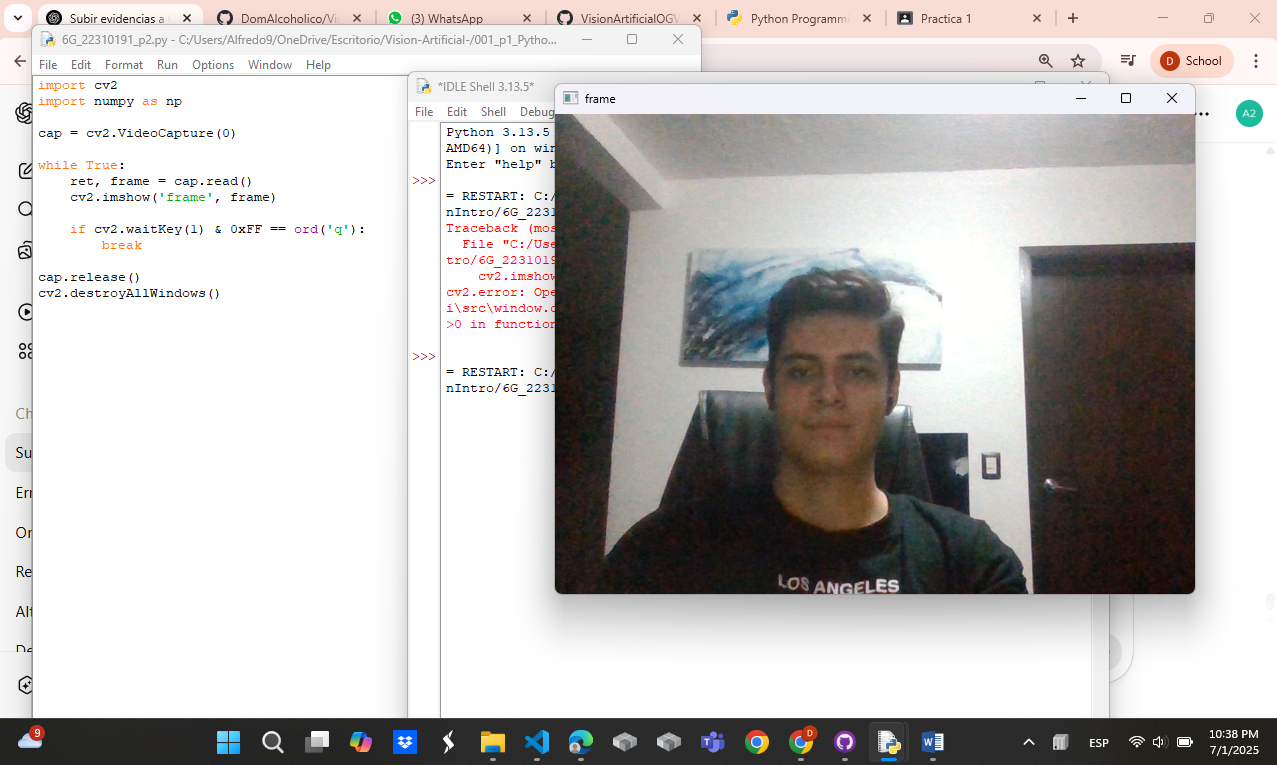 Subir evidencias a
DomAlcoholico/Vi
(3) WhatsApp
VisionArtificialOGV
Python Programmi
Practica 1
School
A2
6G_22310191_p2.py - C:/Users/Alfredo9/OneDrive/Escritorio/Vision-Artificial-/001_p1_Pytho...
File Edit Format Run Options Window Help
import cv2
import numpy as np
cap = cv2.VideoCapture(0)
while True:
ret, frame = cap.read()
cv2.imshow('frame', frame)
if cv2.waitKey(1) & 0xFF == ord('q'):
break
cap.release()
cv2.destroyAllWindows()
*IDLE Shell 3.13.5*
File Edit Shell Debug
Python 3.13.5
AMD64)] on win
Enter "help" b
>>>
= RESTART: C:/
nIntro/6G_2231
Traceback (mos
File "C:/Use
tro/6G_2231019
cv2.imshow
cv2.error: Ope
i\src\window.c
>0 in function
>>>
= RESTART: C:/
nIntro/6G_2231
frame
LOS ANGELES
Ch
Su
Err
Or
Re
Alf
De
9
D
ESP
10:38 PM
7/1/2025